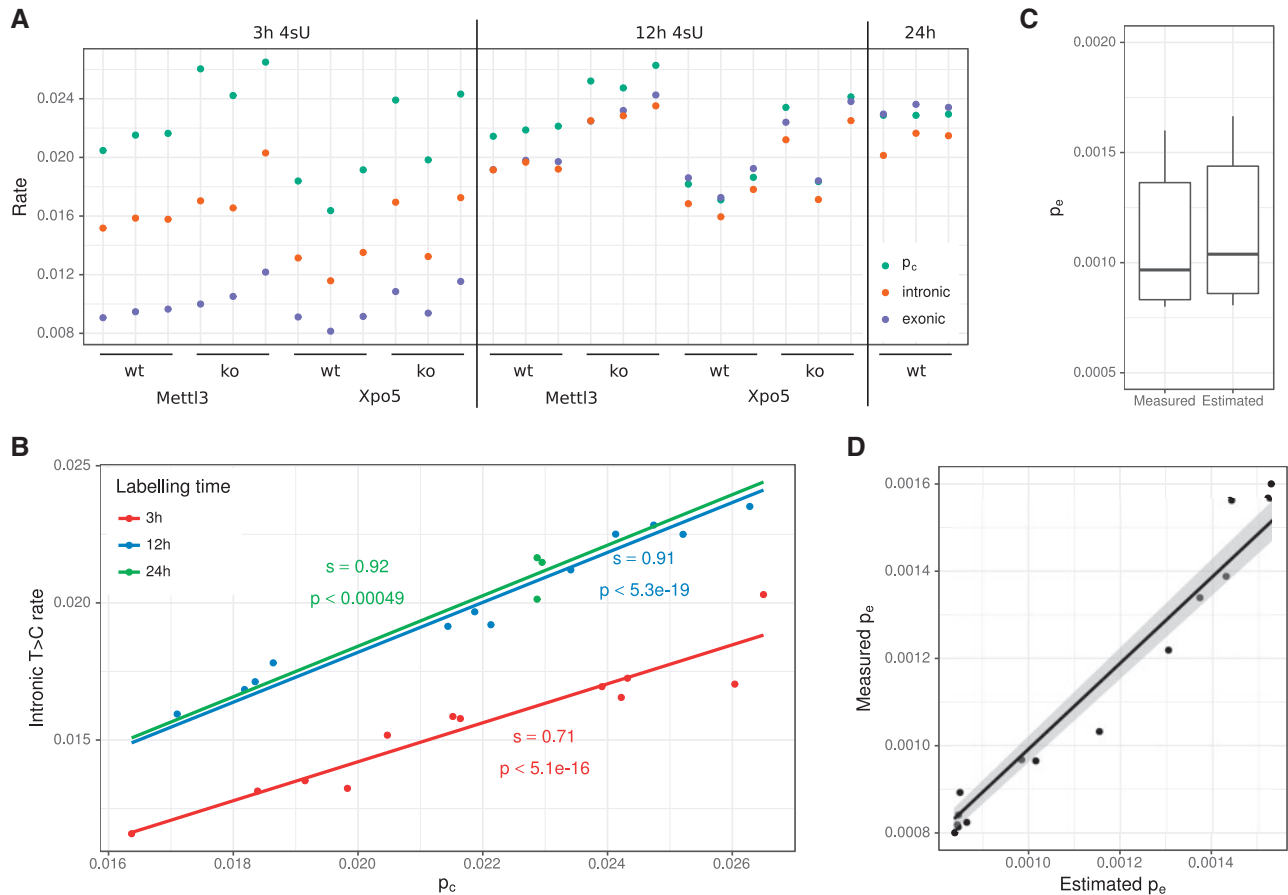 A
3h 4sU
12h 4sU
24h
Rate
0.024
0.020
0.016
0.012
0.008
p_c
intronic
exonic
wt
ko
wt
ko
wt
ko
wt
ko
wt
Mettl3
Xpo5
Mettl3
Xpo5
C
p_e
0.0020
0.0015
0.0010
0.0005
Measured
Estimated
B
Intronic T>C rate
0.025
0.020
0.015
Labelling time
3h
12h
24h
s = 0.92
p < 0.00049
s = 0.91
p < 5.3e-19
s = 0.71
p < 5.1e-16
0.016
0.018
0.020
0.022
0.024
0.026
p_c
D
Measured p_e
0.0016
0.0014
0.0012
0.0010
0.0008
0.0010
0.0012
0.0014
Estimated p_e